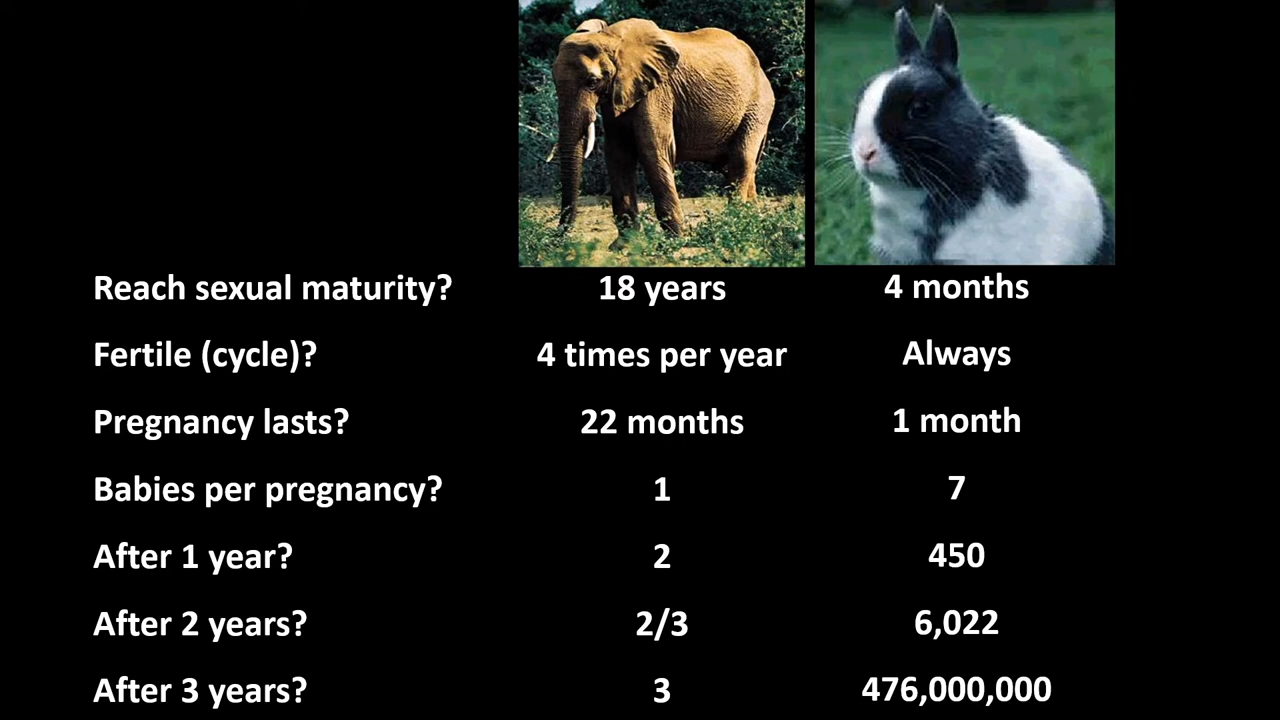 Reach sexual maturity? 18 years 4 months
Fertile (cycle)? 4 times per year Always
Pregnancy lasts? 22 months 1 month
Babies per pregnancy? 1 7
After 1 year? 2 450
After 2 years? 2/3 6,022
After 3 years? 3 476,000,000